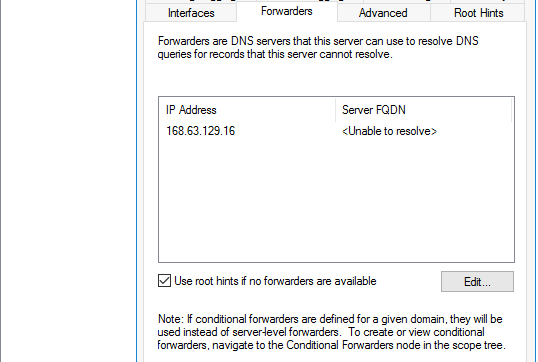 Interfaces Forwarders Advanced Root Hints
Forwarders are DNS servers that this server can use to resolve DNS
queries for records that this server cannot resolve.
IP Address Server FQDN
168.63.129.16 <Unable to resolve>
Use root hints if no forwarders are available Edit...
Note: If conditional forwarders are defined for a given domain, they will be
used instead of server-level forwarders. To create or view conditional
forwarders, navigate to the Conditional Forwarders node in the scope tree.